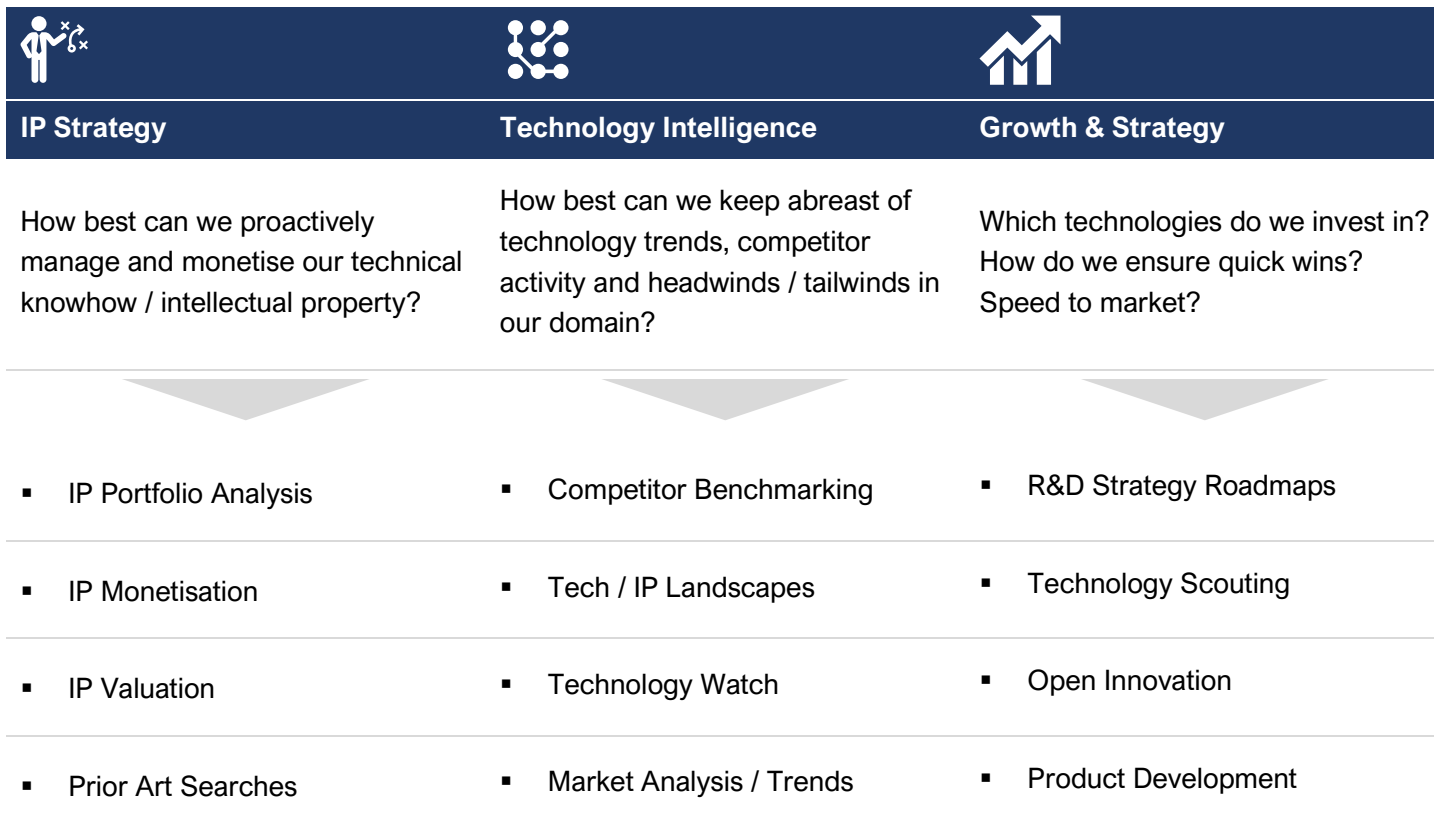 IP Strategy
Technology Intelligence
Growth & Strategy
How best can we proactively
manage and monetise our technical
knowhow / intellectual property?
How best can we keep abreast of
technology trends, competitor
activity and headwinds / tailwinds in
our domain?
Which technologies do we invest in?
How do we ensure quick wins?
Speed to market?
▪ IP Portfolio Analysis
▪ Competitor Benchmarking
▪ R&D Strategy Roadmaps
▪ IP Monetisation
▪ Tech / IP Landscapes
▪ Technology Scouting
▪ IP Valuation
▪ Technology Watch
▪ Open Innovation
▪ Prior Art Searches
▪ Market Analysis / Trends
▪ Product Development